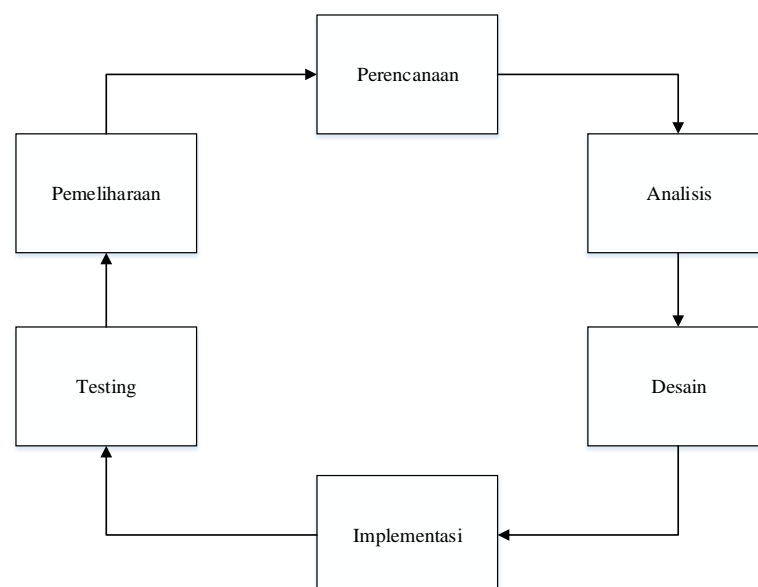 Perencanaan
Analisis
Desain
Implementasi
Testing
Pemeliharaan